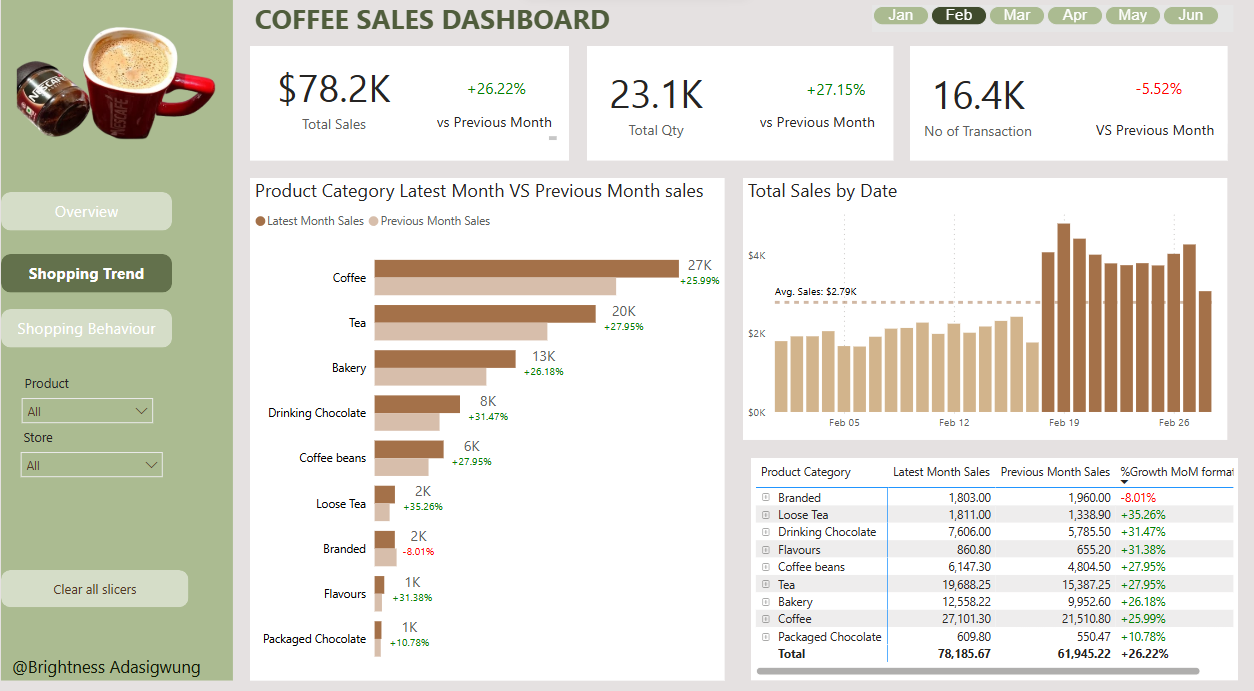 COFFEE SALES DASHBOARD
Jan Feb Mar Apr May Jun
NESCAFÉ
NESCAFÉ
$78.2K
+26.22%
Total Sales
vs Previous Month
23.1K
+27.15%
Total Qty
vs Previous Month
16.4K
-5.52%
No of Transaction
VS Previous Month
Overview
Shopping Trend
Shopping Behaviour
Product
All
Store
All
Clear all slicers
@Brightness Adasigwung
Product Category Latest Month VS Previous Month sales
Latest Month Sales Previous Month Sales
Coffee 27K
+25.99%
Tea 20K
+27.95%
Bakery 13K
+26.18%
Drinking Chocolate 8K
+31.47%
Coffee beans 6K
+27.95%
Loose Tea 2K
+35.26%
Branded 2K
-8.01%
Flavours 1K
+31.38%
Packaged Chocolate 1K
+10.78%
Total Sales by Date
$4K
Avg. Sales: $2.79K
$2K
$0K
Feb 05 Feb 12 Feb 19 Feb 26
Product Category Latest Month Sales Previous Month Sales %Growth MoM format
Branded 1,803.00 1,960.00 -8.01%
Loose Tea 1,811.00 1,338.90 +35.26%
Drinking Chocolate 7,606.00 5,785.50 +31.47%
Flavours 860.80 655.20 +31.38%
Coffee beans 6,147.30 4,804.50 +27.95%
Tea 19,688.25 15,387.25 +27.95%
Bakery 12,558.22 9,952.60 +26.18%
Coffee 27,101.30 21,510.80 +25.99%
Packaged Chocolate 609.80 550.47 +10.78%
Total 78,185.67 61,945.22 +26.22%